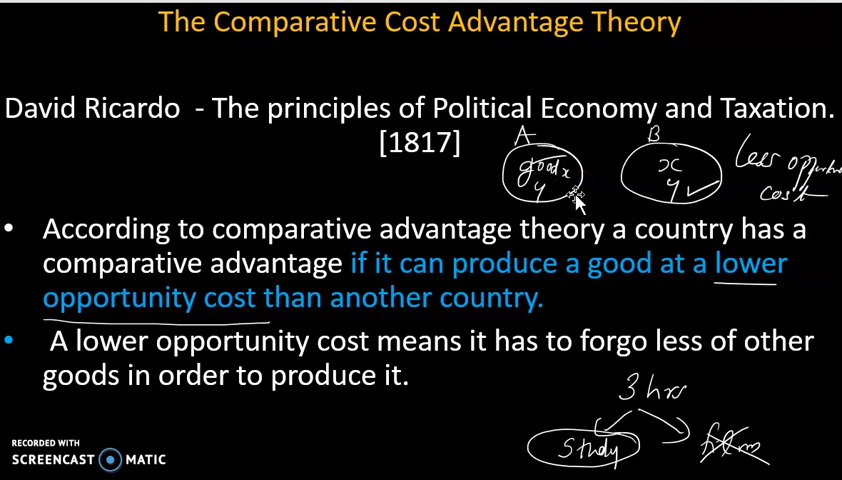 The Comparative Cost Advantage Theory
David Ricardo - The principles of Political Economy and Taxation.
[1817]
A B
good x x less opportun
y y cost
• According to comparative advantage theory a country has a
comparative advantage if it can produce a good at a lower
opportunity cost than another country.
• A lower opportunity cost means it has to forgo less of other
goods in order to produce it.
3 hrs
Study film
RECORDED WITH
SCREENCAST MATIC